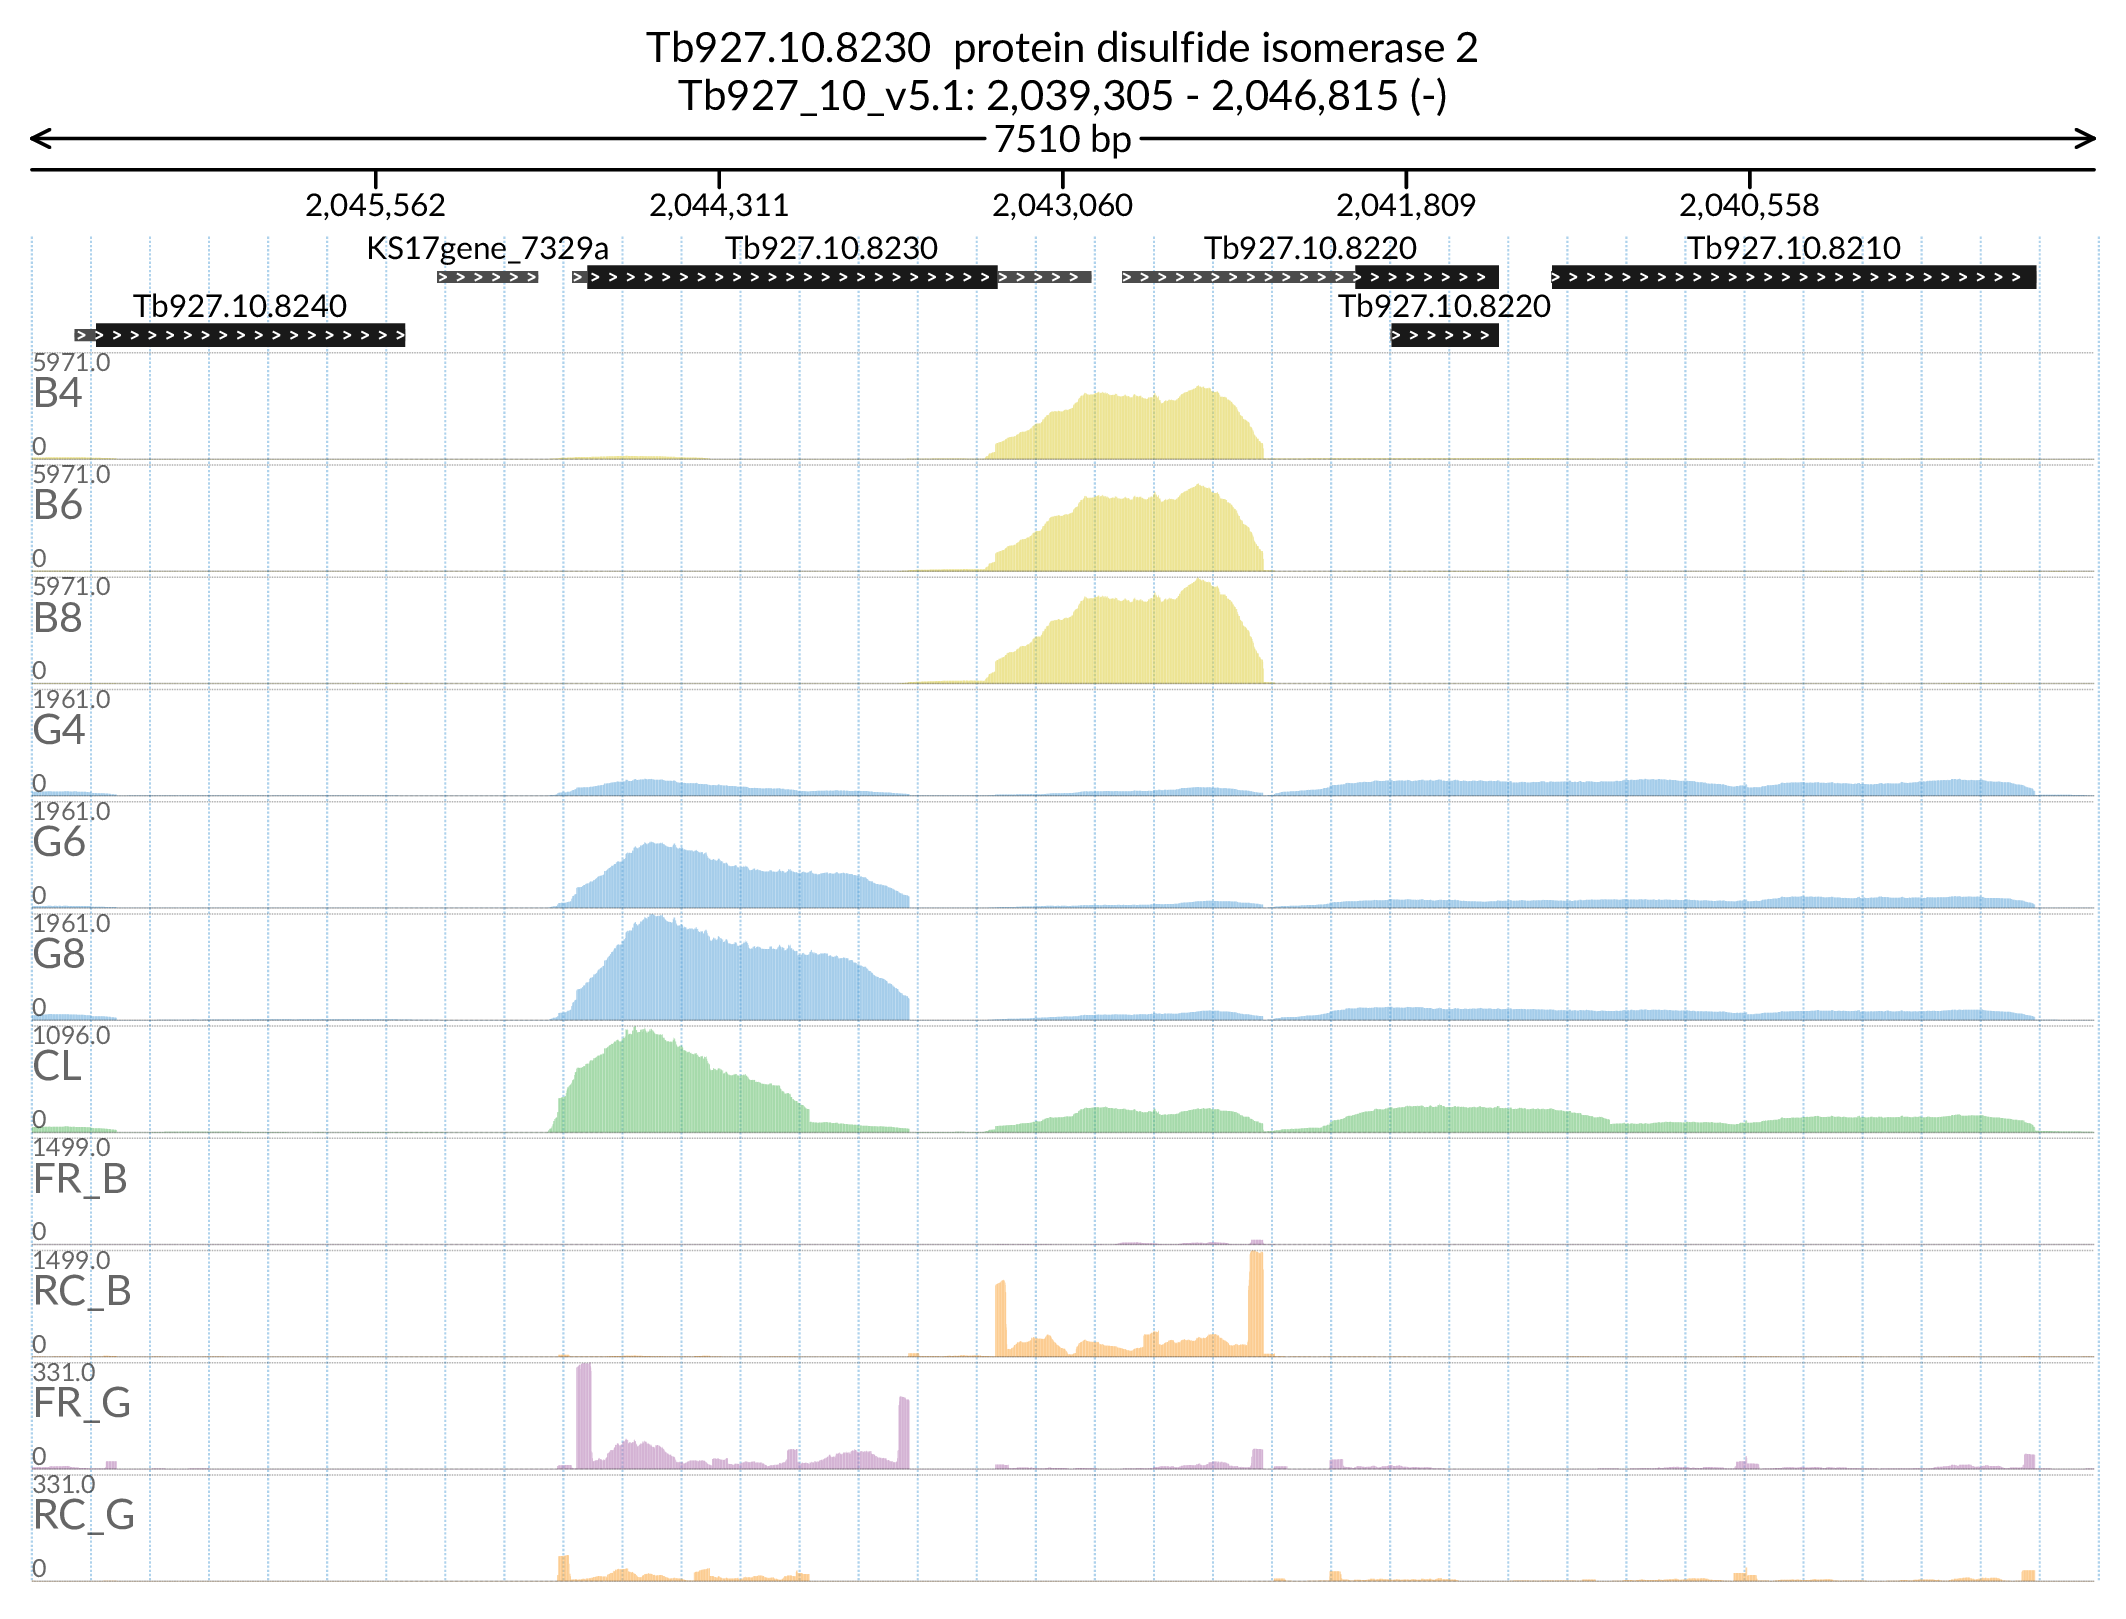 Tb927.10.8230 protein disulfide isomerase 2
Tb927_10_v5.1: 2,039,305 - 2,046,815 (-)
7510 bp
2,045,562 2,044,311 2,043,060 2,041,809 2,040,558
KS17gene_7329a Tb927.10.8230 Tb927.10.8220 Tb927.10.8210
Tb927.10.8240 Tb927.10.8220
5971.0
B4
0
5971.0
B6
0
5971.0
B8
0
1961.0
G4
0
1961.0
G6
0
1961.0
G8
0
1096.0
CL
0
1499.0
FR_B
0
1499.0
RC_B
0
331.0
FR_G
0
331.0
RC_G
0